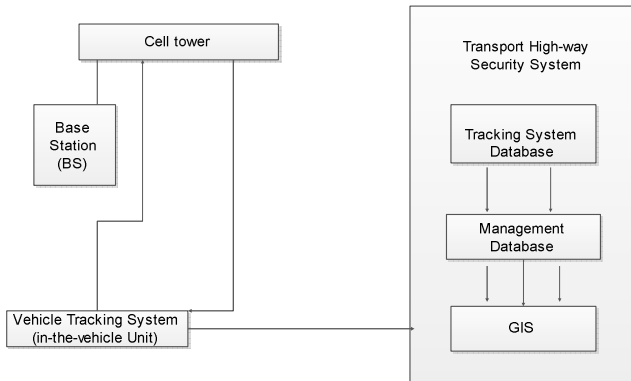 Cell tower
Base
Station
(BS)
Vehicle Tracking System
(in-the-vehicle Unit)
Transport High-way
Security System
Tracking System
Database
Management
Database
GIS